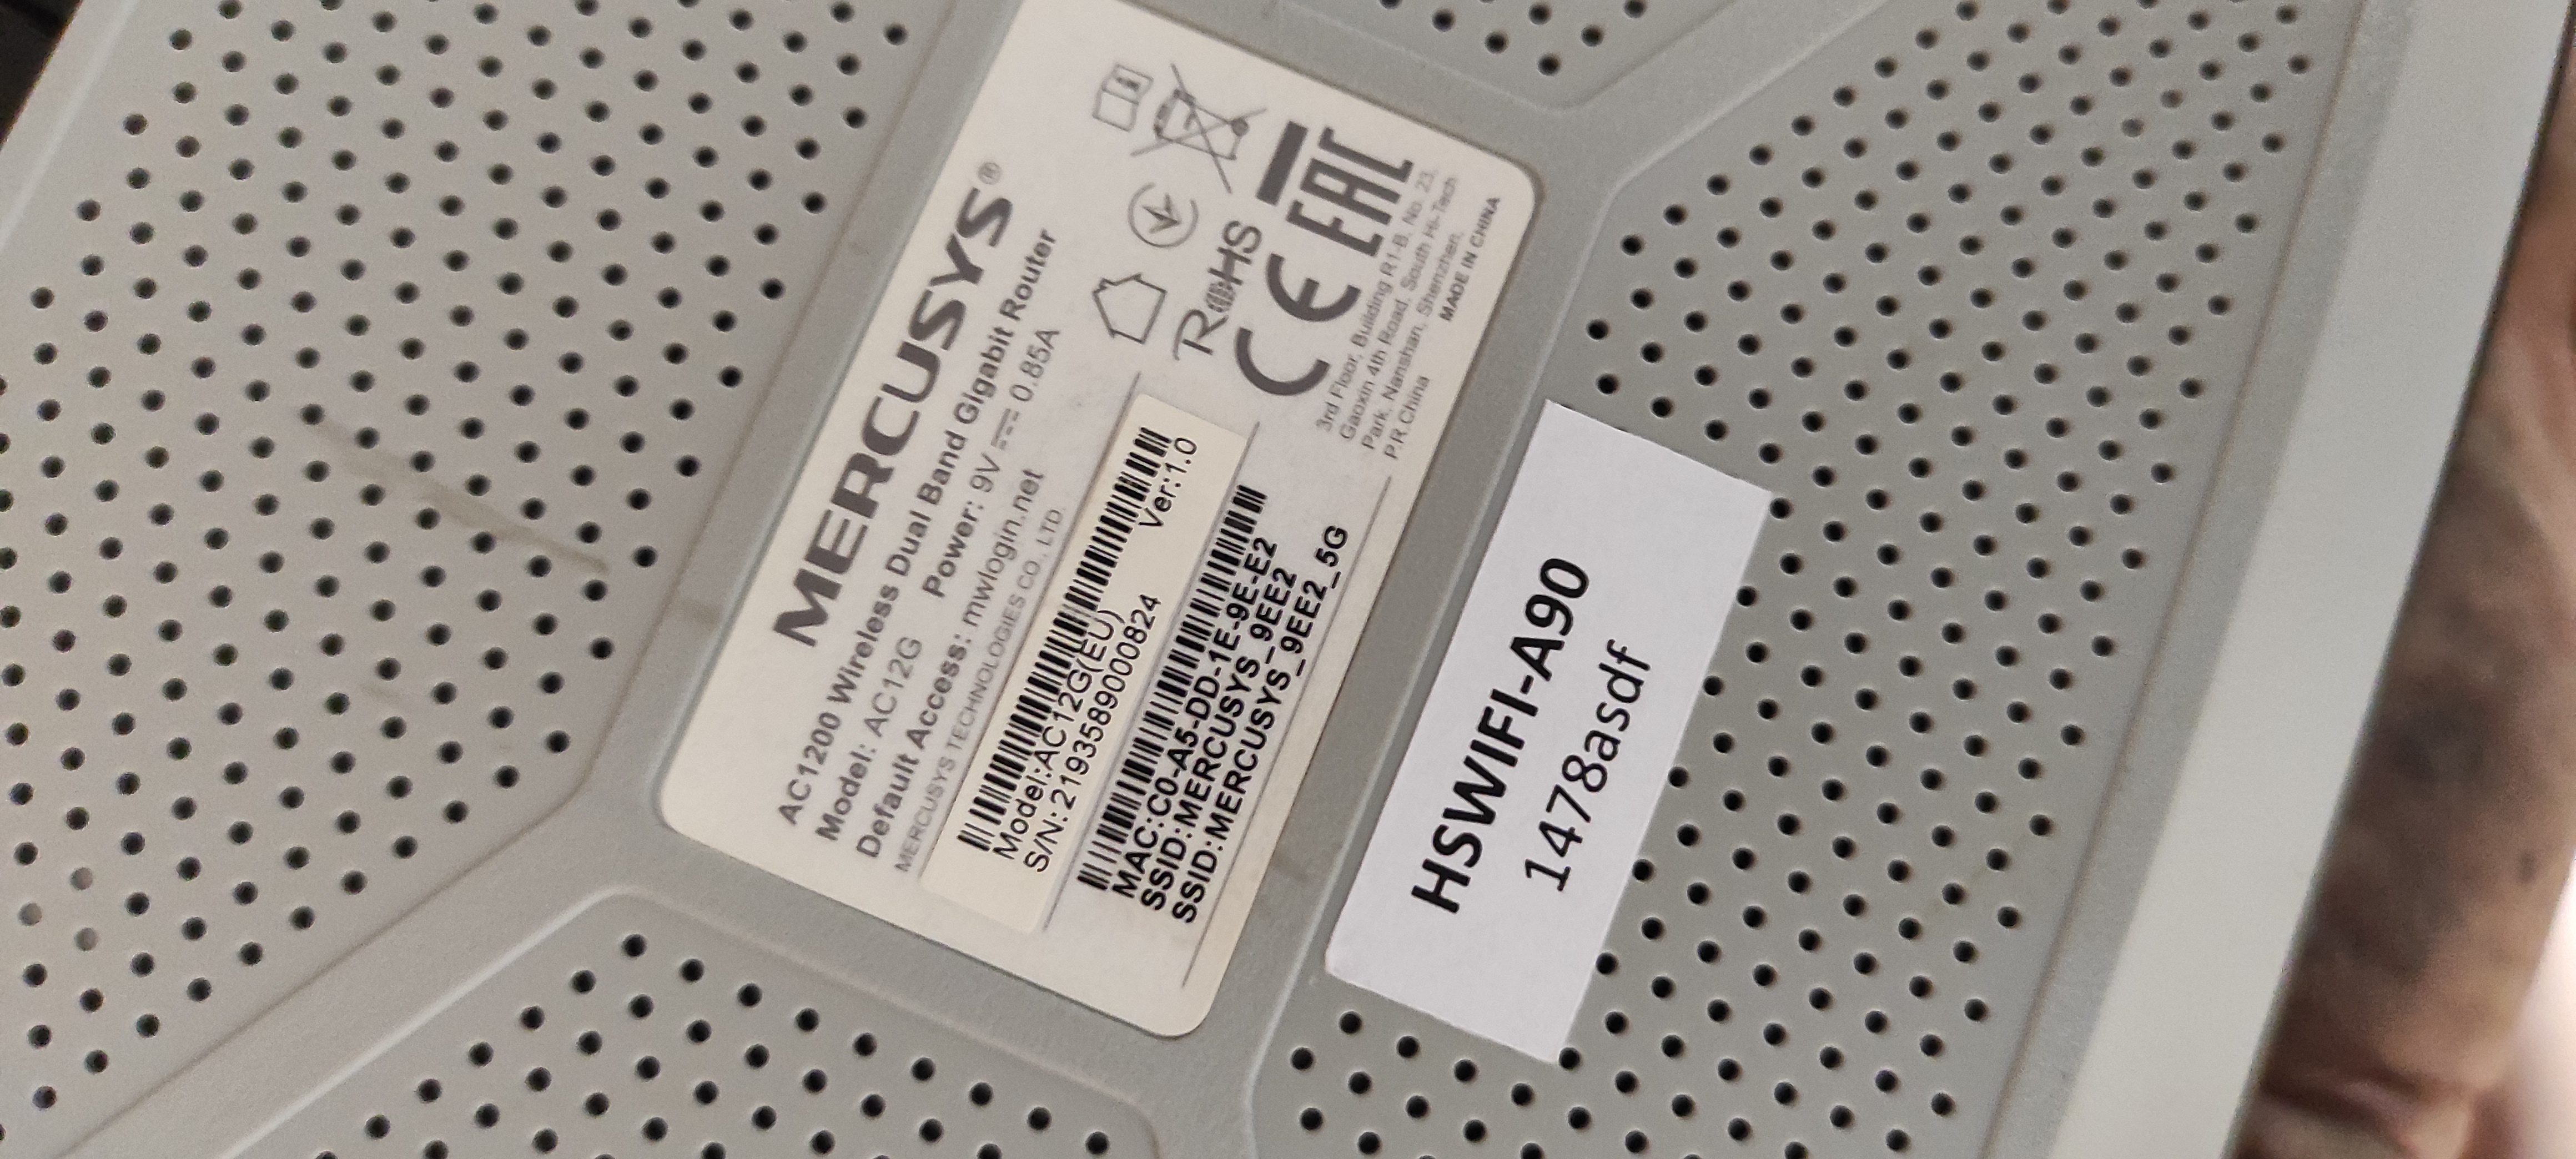 MERCUSYS®
AC1200 Wireless Dual Band Gigabit Router
Model: AC12G Power: 9V 0.85A
Default Access: mwlogin.net
MERCUSYS TECHNOLOGIES CO., LTD.
Model:AC12G(EU)
S/N:2193589000824 Ver:1.0
MAC:C0-A5-DD-1E-9E-E2
SSID:MERCUSYS_9EE2
SSID:MERCUSYS_9EE2_5G
RoHS
CE EAC
3rd Floor, Building R1-B, No. 23,
Gaoxin 4th Road, South Hi-Tech
Park, Nanshan, Shenzhen,
P.R.China MADE IN CHINA
HSWIFI-A90
1478asdf